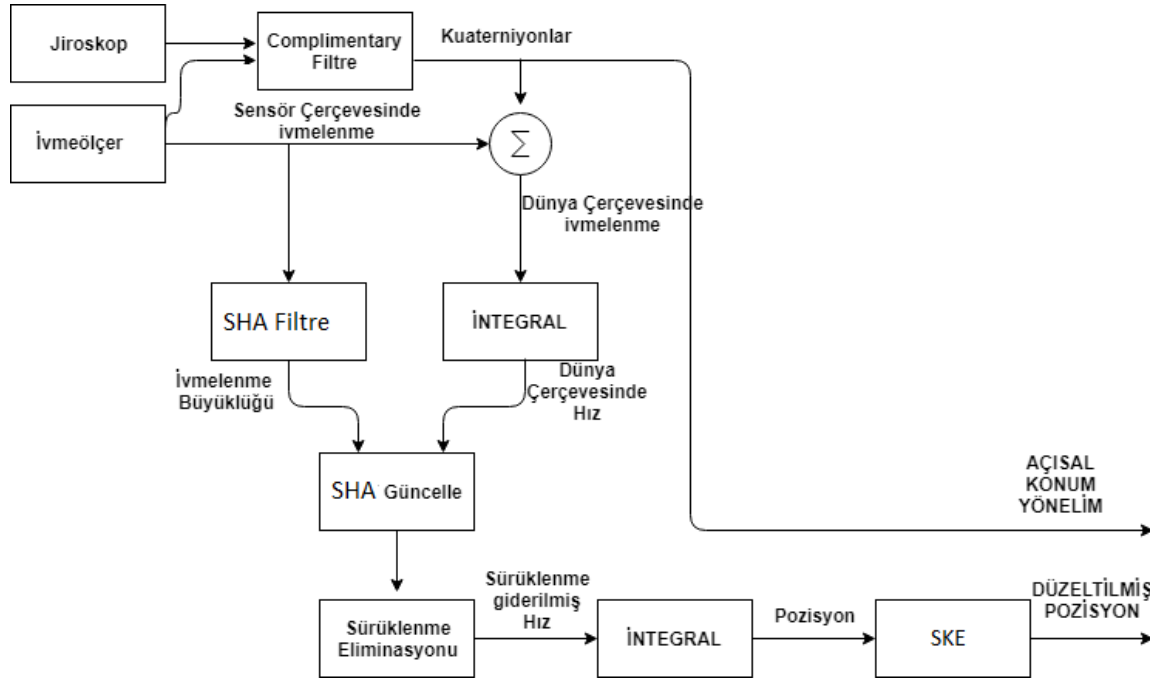 Jiroskop
Complimentary
Filtre
Kuaterniyonlar
İvmeölçer
Sensör Çerçevesinde
ivmelenme
∑
Dünya Çerçevesinde
ivmelenme
SHA Filtre
İNTEGRAL
İvmelenme
Büyüklüğü
Dünya
Çerçevesinde
Hız
SHA Güncelle
AÇISAL
KONUM
YÖNELİM
Sürüklenme
Eliminasyonu
Sürüklenme
giderilmiş
Hız
İNTEGRAL
Pozisyon
SKE
DÜZELTİLMİŞ
POZİSYON